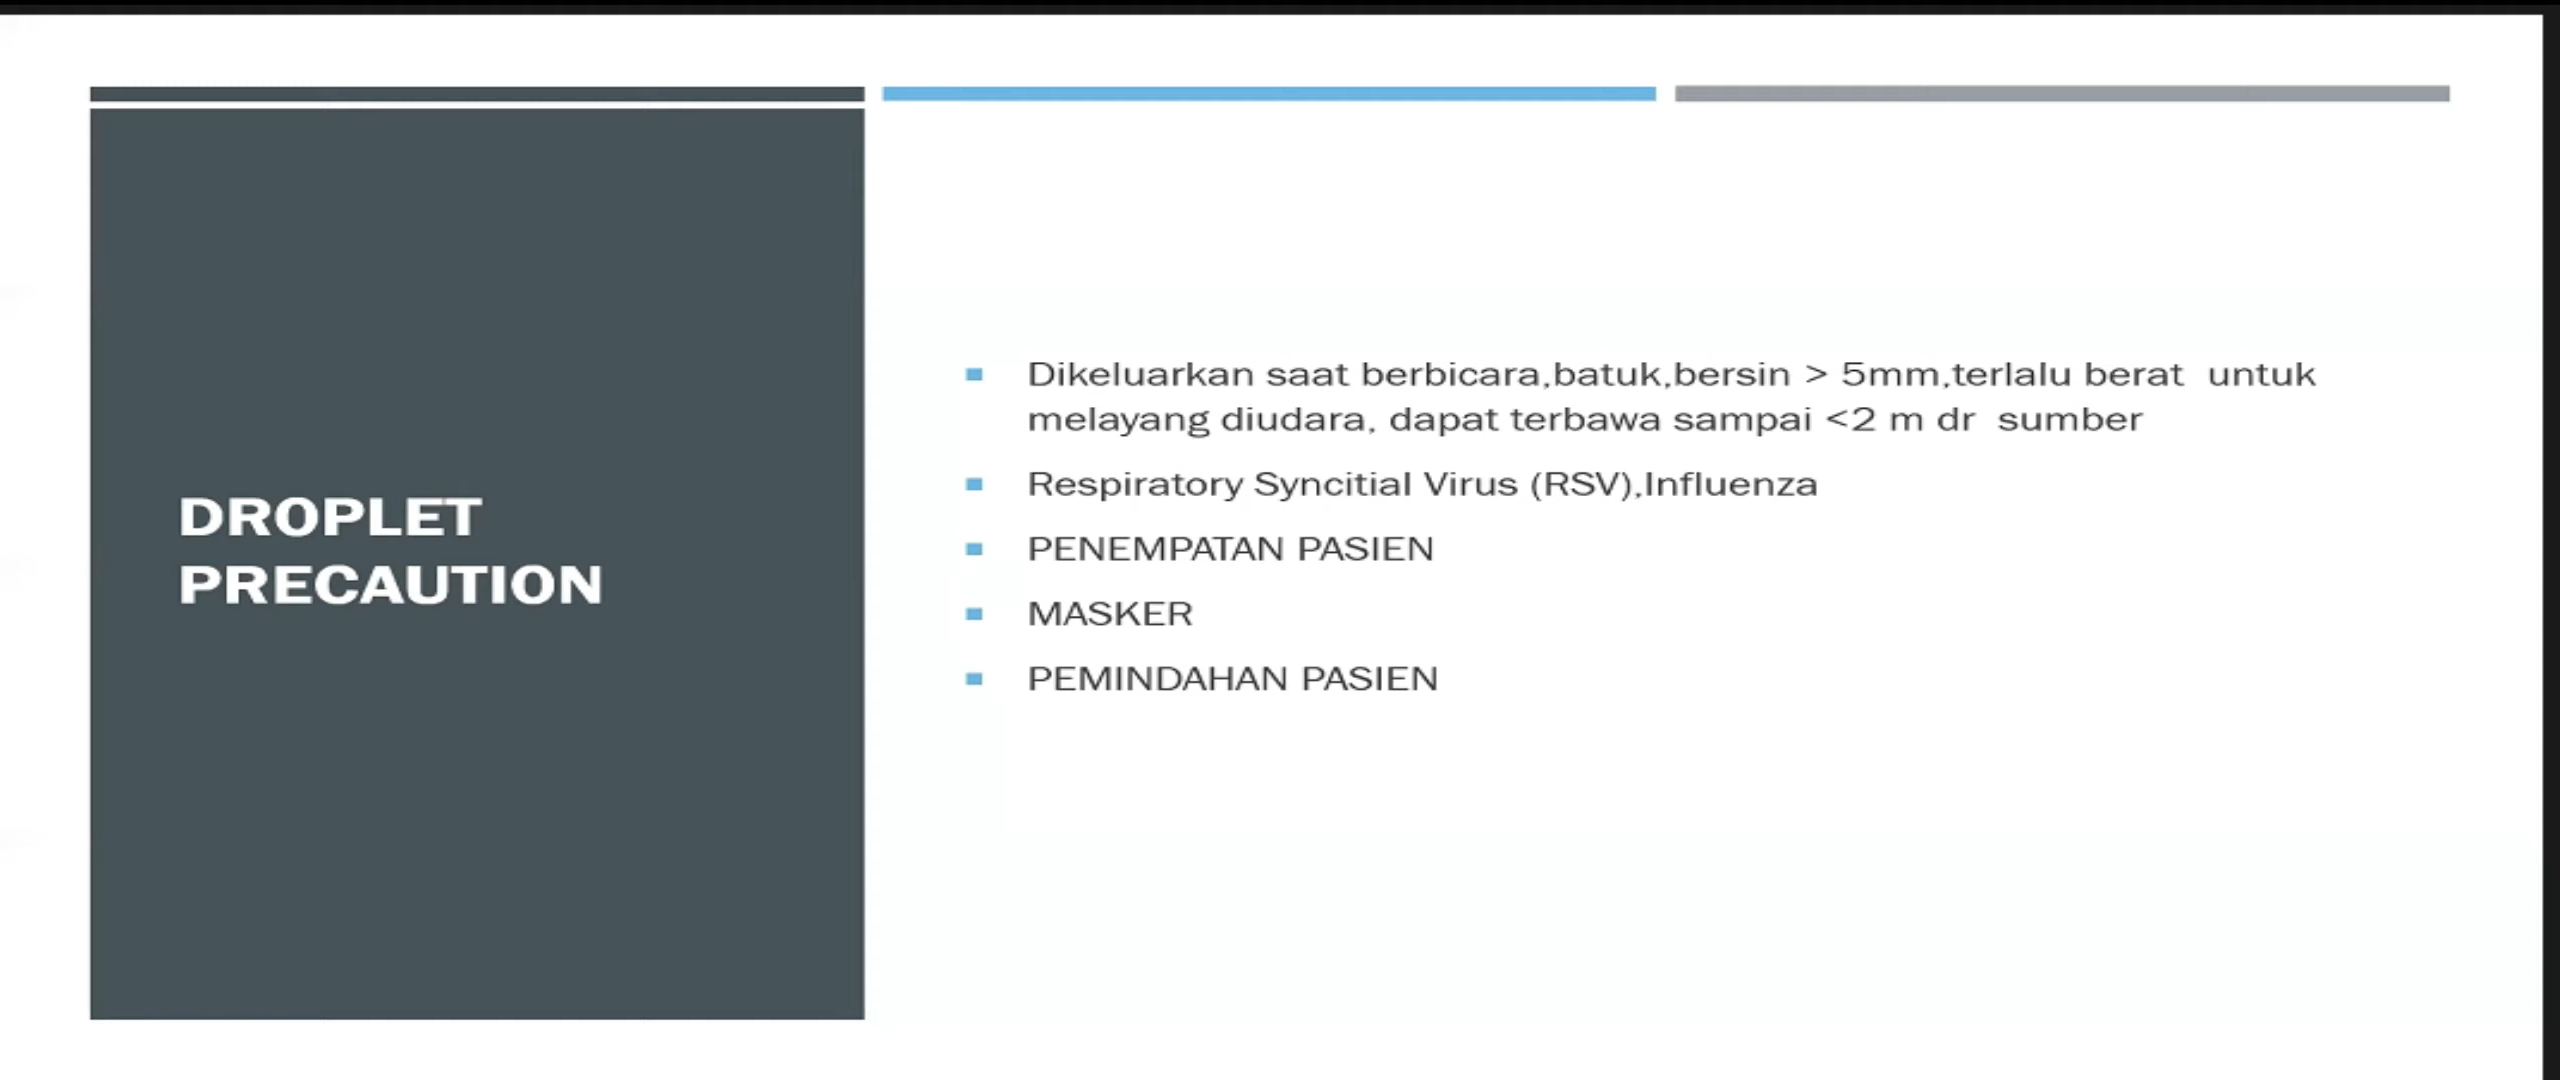 DROPLET
PRECAUTION
Dikeluarkan saat berbicara,batuk,bersin > 5mm,terlalu berat  untuk
melayang diudara, dapat terbawa sampai <2 m dr  sumber
Respiratory Syncitial Virus (RSV),Influenza
PENEMPATAN PASIEN
MASKER
PEMINDAHAN PASIEN